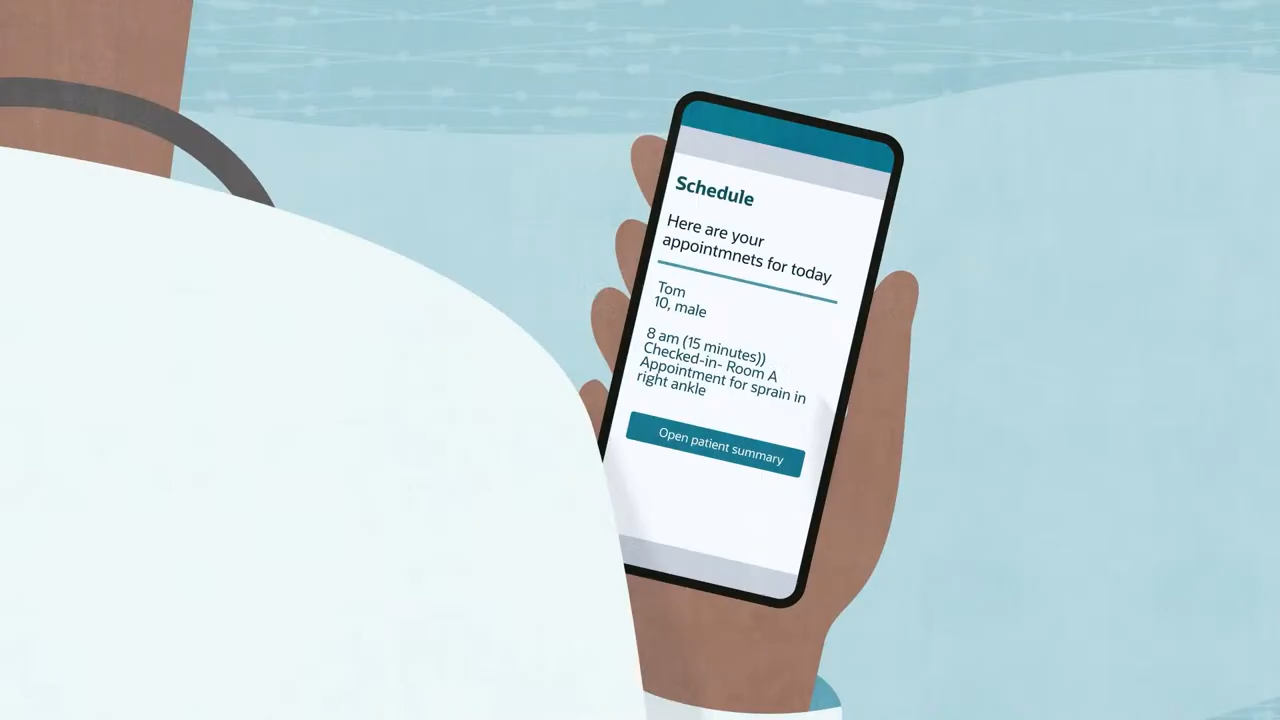 Schedule
Here are your
appointmnets for today
Tom
10, male
8 am (15 minutes))
Checked-in- Room A
Appointment for sprain in
right ankle
Open patient summary